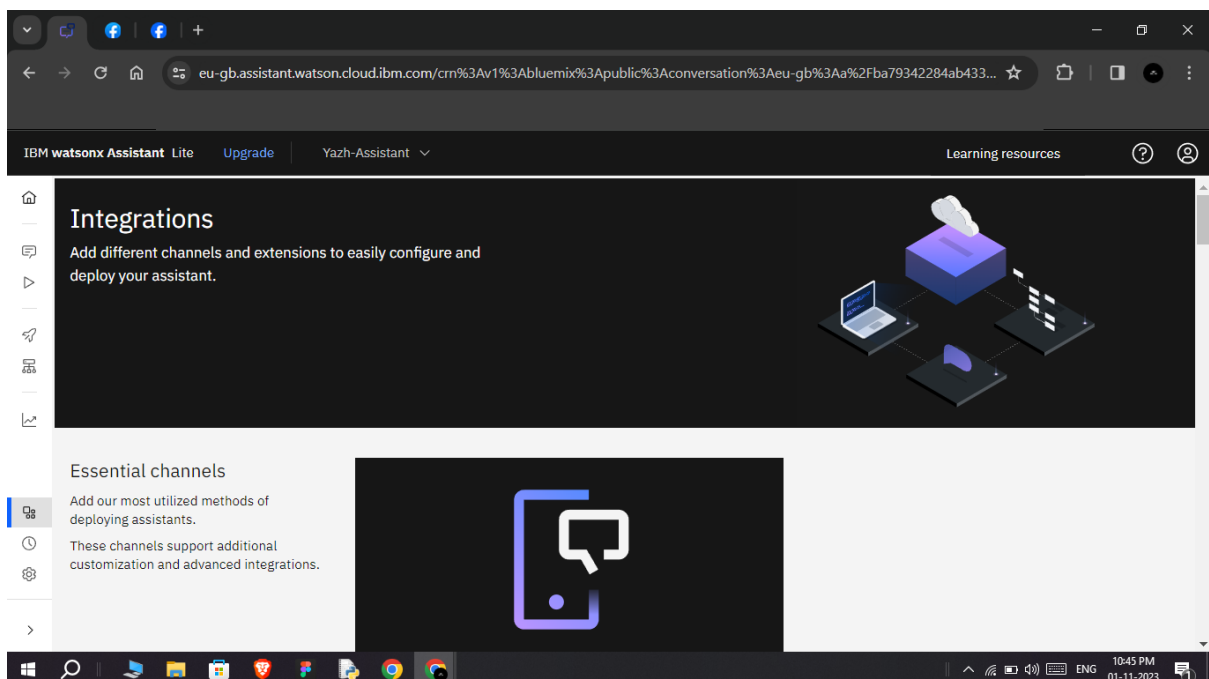 eu-gb.assistant.watson.cloud.ibm.com/crn%3Av1%3Abluemix%3Apublic%3Aconversation%3Aeu-gb%3Aa%2Fba79342284ab433...
IBM watsonx Assistant Lite Upgrade Yazh-Assistant Learning resources
Integrations
Add different channels and extensions to easily configure and
deploy your assistant.
Essential channels
Add our most utilized methods of
deploying assistants.
These channels support additional
customization and advanced integrations.
ENG 10:45 PM
01-11-2023